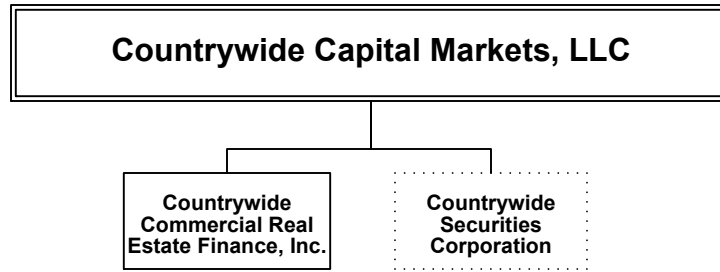 Countrywide Capital Markets, LLC
Countrywide
Commercial Real
Estate Finance, Inc.
Countrywide
Securities
Corporation